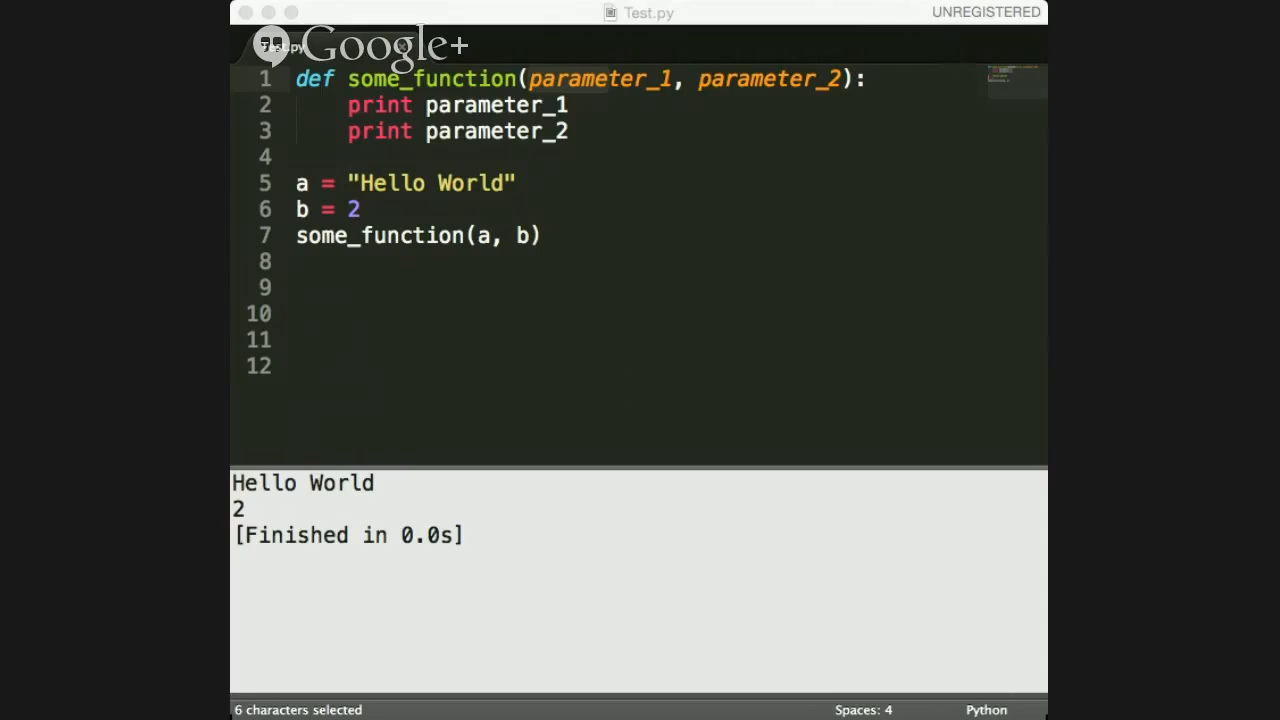 Test.py
UNREGISTERED
Test.py
Google+
1 def some_function(parameter_1, parameter_2):
2     print parameter_1
3     print parameter_2
4
5 a = "Hello World"
6 b = 2
7 some_function(a, b)
8
9
10
11
12
Hello World
2
[Finished in 0.0s]
6 characters selected
Spaces: 4
Python